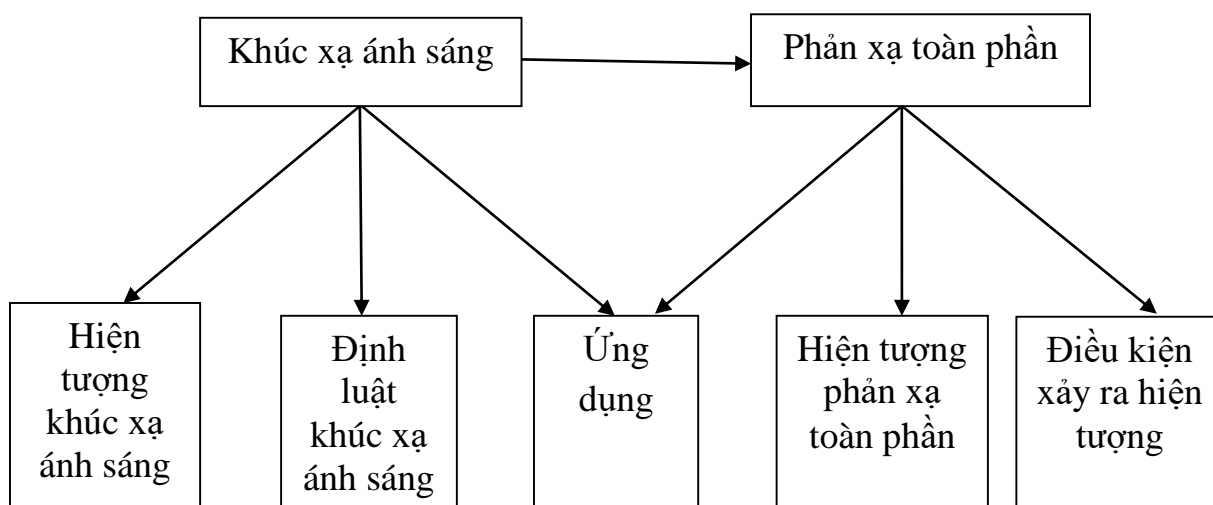 Khúc xạ ánh sáng
Phản xạ toàn phần
Hiện
tượng
khúc xạ
ánh sáng
Định
luật
khúc xạ
ánh sáng
Ứng
dụng
Hiện tượng
phản xạ
toàn phần
Điều kiện
xảy ra hiện
tượng